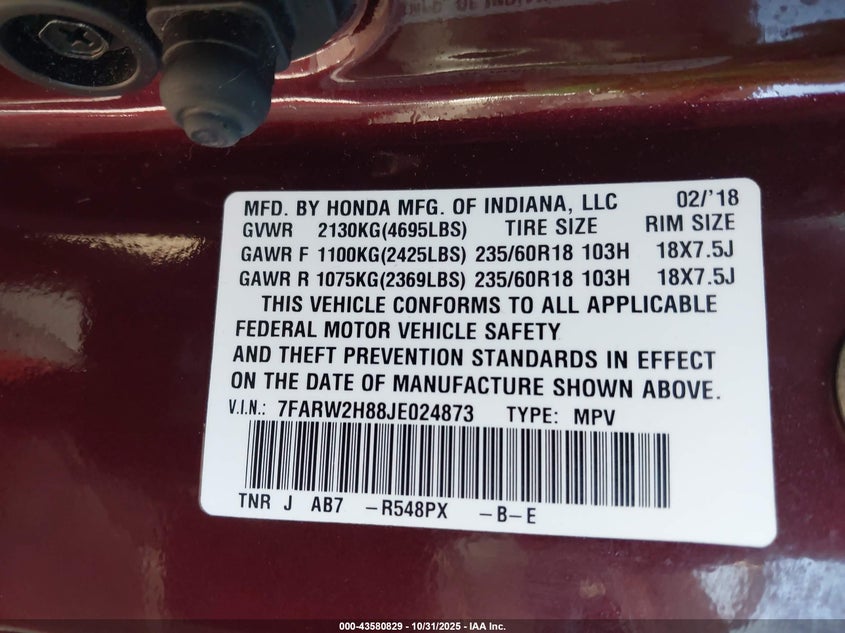 MFD. BY HONDA MFG. OF INDIANA, LLC 02/'18
GVWR 2130KG(4695LBS) TIRE SIZE RIM SIZE
GAWR F 1100KG(2425LBS) 235/60R18 103H 18X7.5J
GAWR R 1075KG(2369LBS) 235/60R18 103H 18X7.5J
THIS VEHICLE CONFORMS TO ALL APPLICABLE
FEDERAL MOTOR VEHICLE SAFETY
AND THEFT PREVENTION STANDARDS IN EFFECT
ON THE DATE OF MANUFACTURE SHOWN ABOVE.
V.I.N.: 7FARW2H88JE024873 TYPE: MPV
TNR J AB7 -R548PX -B-E
000-43580829 - 10/31/2025 - IAA Inc.